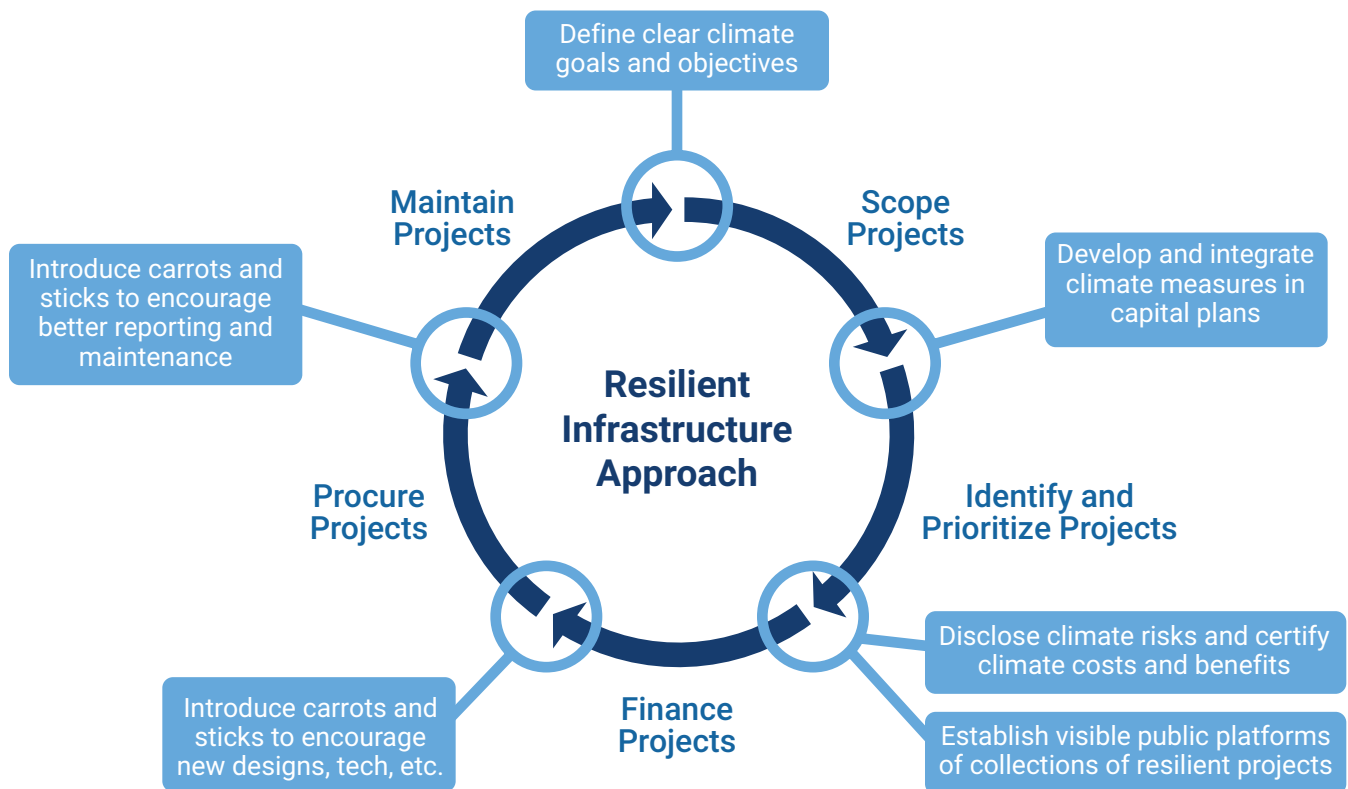 Define clear climate
goals and objectives
Maintain
Projects
Scope
Projects
Introduce carrots and
sticks to encourage
better reporting and
maintenance
Develop and integrate
climate measures in
capital plans
Resilient
Infrastructure
Approach
Procure
Projects
Identify and
Prioritize Projects
Disclose climate risks and certify
climate costs and benefits
Introduce carrots and
sticks to encourage
new designs, tech, etc.
Finance
Projects
Establish visible public platforms
of collections of resilient projects